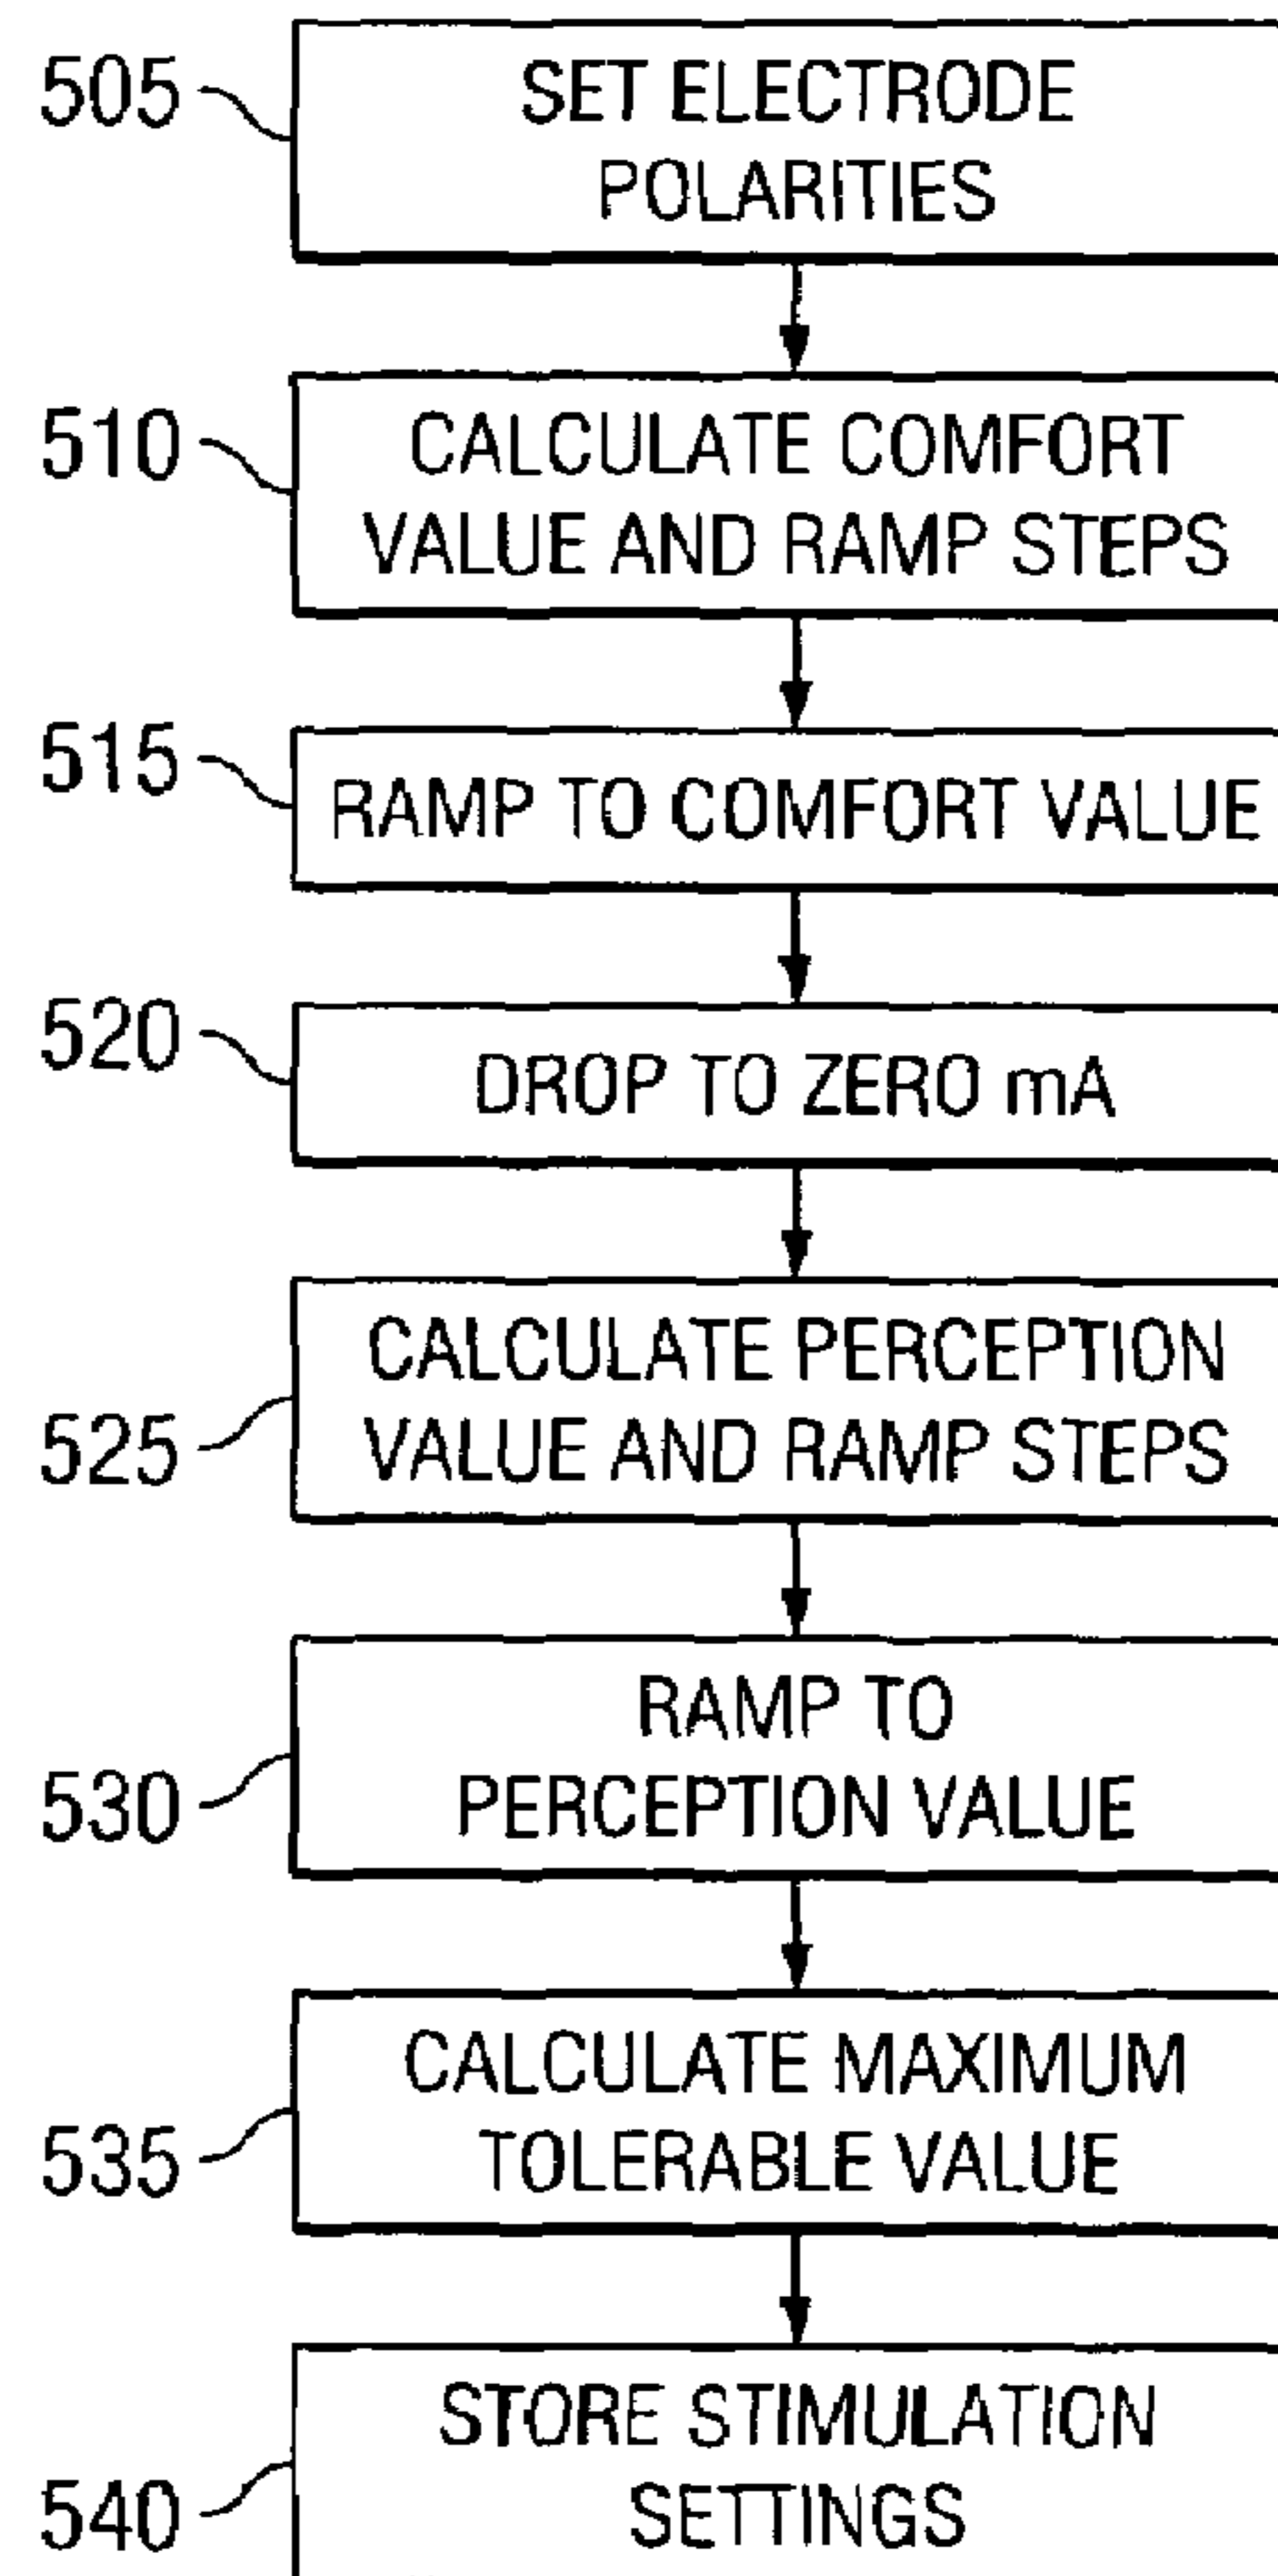 505
SET ELECTRODE
POLARITIES
510
CALCULATE COMFORT
VALUE AND RAMP STEPS
515
RAMP TO COMFORT VALUE
520
DROP TO ZERO mA
525
CALCULATE PERCEPTION
VALUE AND RAMP STEPS
530
RAMP TO
PERCEPTION VALUE
535
CALCULATE MAXIMUM
TOLERABLE VALUE
540
STORE STIMULATION
SETTINGS